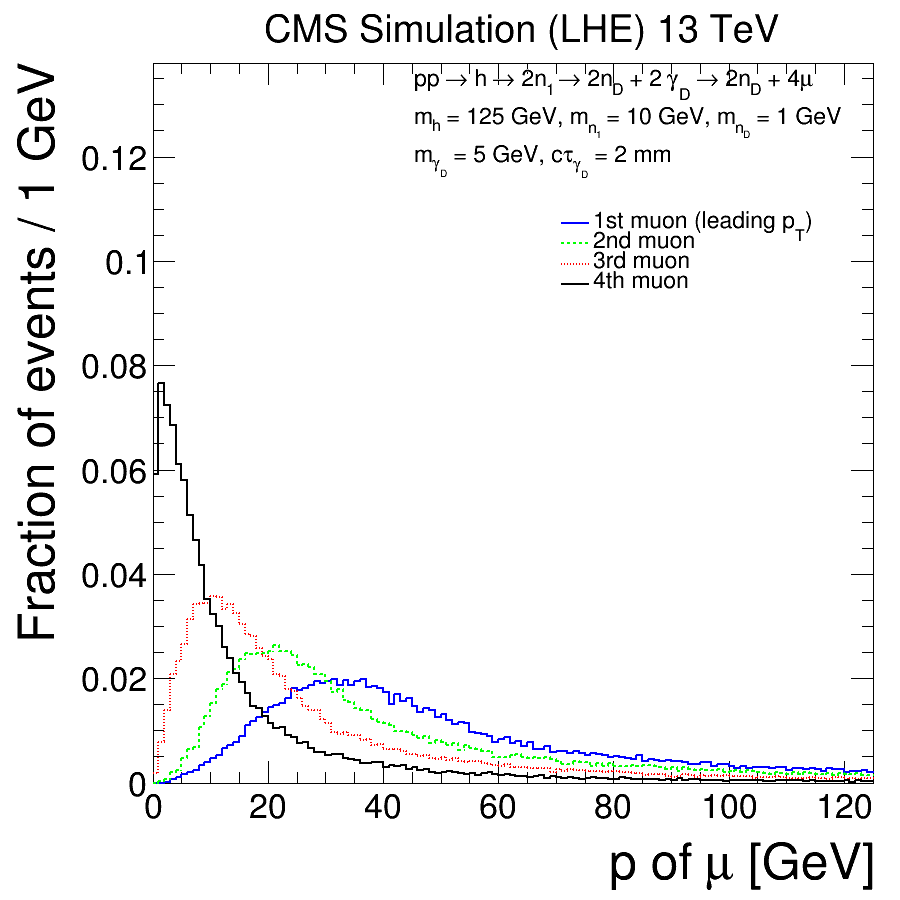 CMS Simulation (LHE) 13 TeV
pp → h → 2n1 → 2nD + 2 γD → 2nD + 4μ
mh = 125 GeV, mn1 = 10 GeV, mnD = 1 GeV
mγD = 5 GeV, cτγD = 2 mm
1st muon (leading pT)
2nd muon
3rd muon
4th muon
Fraction of events / 1 GeV
0.12
0.1
0.08
0.06
0.04
0.02
0
0 20 40 60 80 100 120
p of μ [GeV]